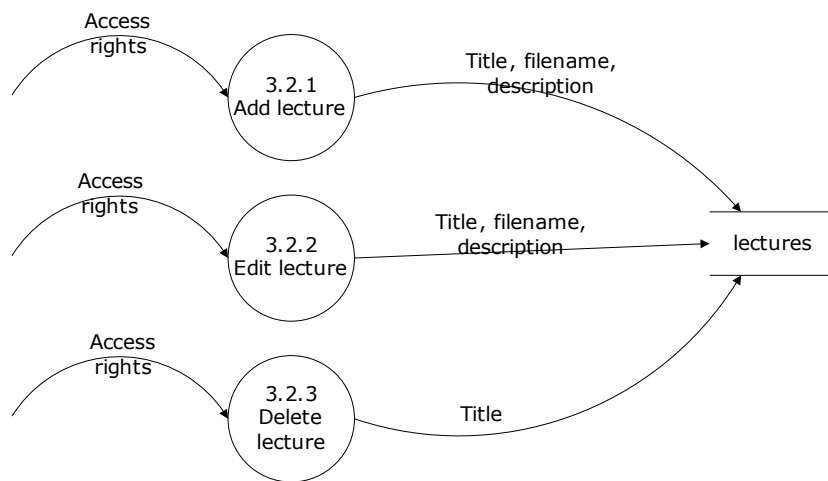 Access
rights
3.2.1
Add lecture
Title, filename,
description
Access
rights
3.2.2
Edit lecture
Title, filename,
description
lectures
Access
rights
3.2.3
Delete
lecture
Title